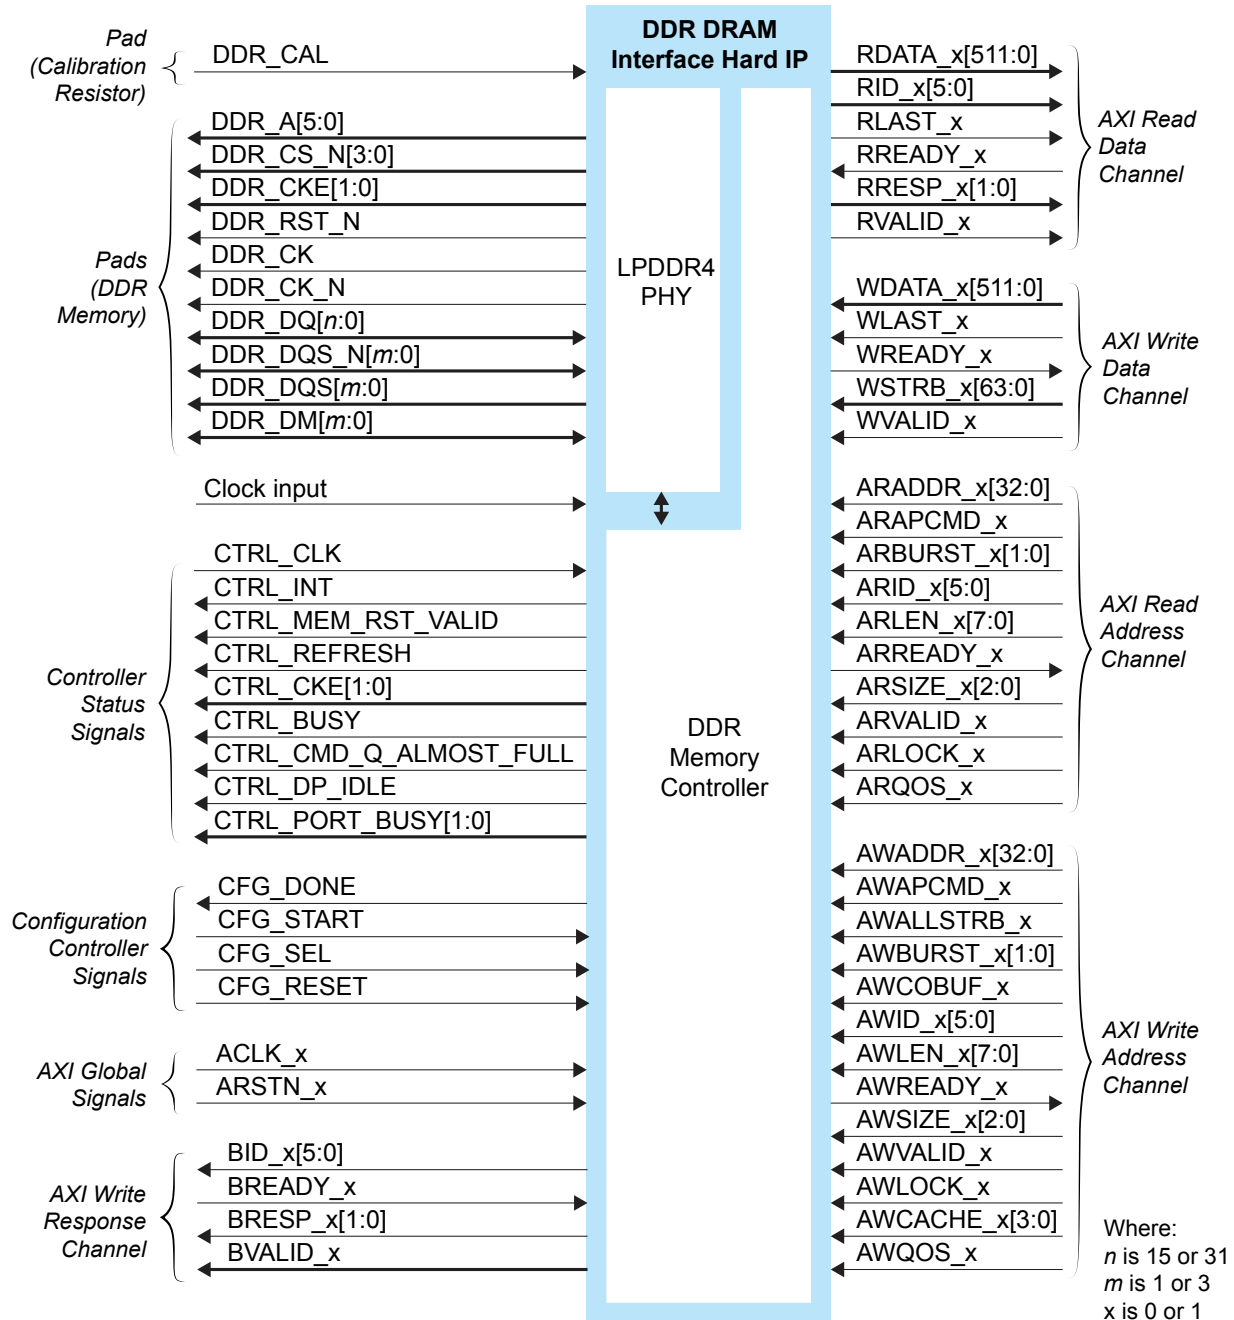 DDR DRAM
Interface Hard IP
Pad
(Calibration
Resistor)
DDR_CAL
Pads
(DDR
Memory)
DDR_A[5:0]
DDR_CS_N[3:0]
DDR_CKE[1:0]
DDR_RST_N
DDR_CK
DDR_CK_N
DDR_DQ[n:0]
DDR_DQS_N[m:0]
DDR_DQS[m:0]
DDR_DM[m:0]
Clock input
Controller
Status
Signals
CTRL_CLK
CTRL_INT
CTRL_MEM_RST_VALID
CTRL_REFRESH
CTRL_CKE[1:0]
CTRL_BUSY
CTRL_CMD_Q_ALMOST_FULL
CTRL_DP_IDLE
CTRL_PORT_BUSY[1:0]
Configuration
Controller
Signals
CFG_DONE
CFG_START
CFG_SEL
CFG_RESET
AXI Global
Signals
ACLK_x
ARSTN_x
AXI Write
Response
Channel
BID_x[5:0]
BREADY_x
BRESP_x[1:0]
BVALID_x
LPDDR4
PHY
DDR
Memory
Controller
RDATA_x[511:0]
RID_x[5:0]
RLAST_x
RREADY_x
RRESP_x[1:0]
RVALID_x
AXI Read
Data
Channel
WDATA_x[511:0]
WLAST_x
WREADY_x
WSTRB_x[63:0]
WVALID_x
AXI Write
Data
Channel
ARADDR_x[32:0]
ARAPCMD_x
ARBURST_x[1:0]
ARID_x[5:0]
ARLEN_x[7:0]
ARREADY_x
ARSIZE_x[2:0]
ARVALID_x
ARLOCK_x
ARQOS_x
AXI Read
Address
Channel
AWADDR_x[32:0]
AWAPCMD_x
AWALLSTRB_x
AWBURST_x[1:0]
AWCOBUF_x
AWID_x[5:0]
AWLEN_x[7:0]
AWREADY_x
AWSIZE_x[2:0]
AWVALID_x
AWLOCK_x
AWCACHE_x[3:0]
AWQOS_x
AXI Write
Address
Channel
Where:
n is 15 or 31
m is 1 or 3
x is 0 or 1